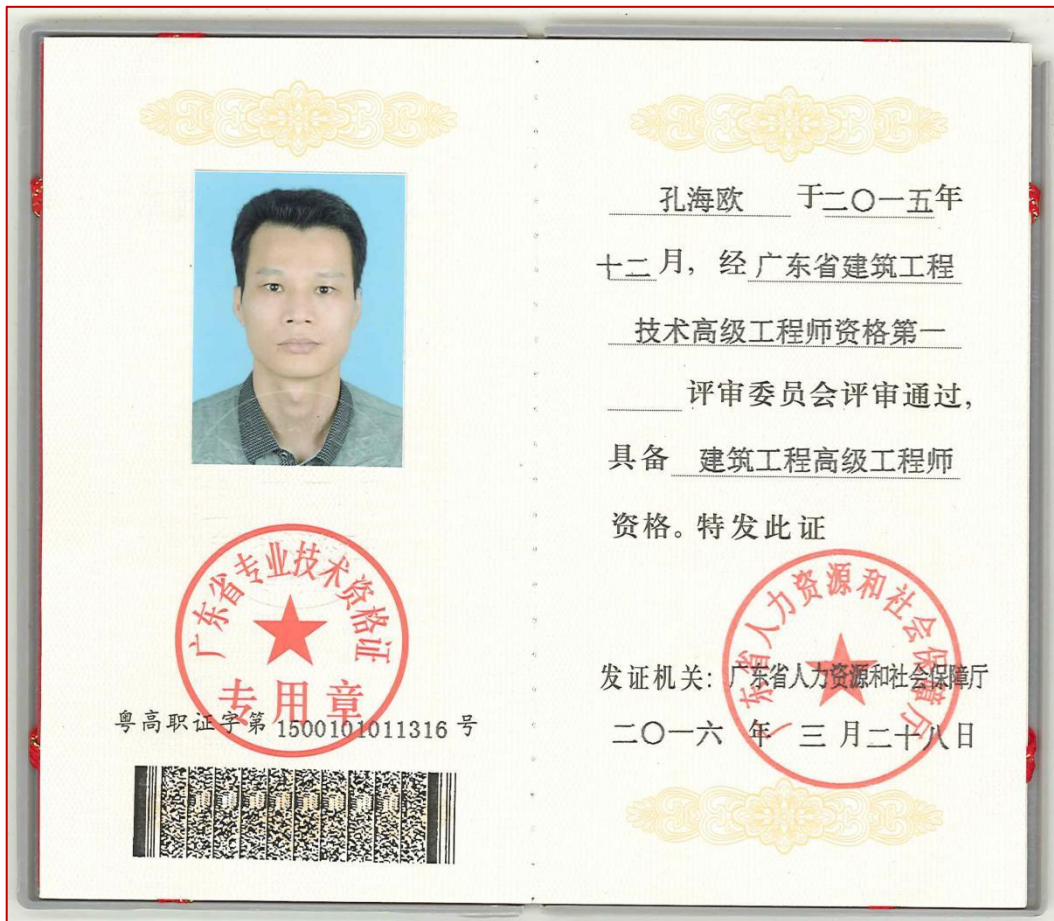 广东省专业技术资格证
专用章
粤高职证字第 1500101011316 号
孔海欧 于二〇一五年
十二月，经广东省建筑工程
技术高级工程师资格第一
评审委员会评审通过，
具备 建筑工程高级工程师
资格。特发此证
广东省人力资源和社会保障厅
发证机关：广东省人力资源和社会保障厅
二〇一六 年 三 月二十八日